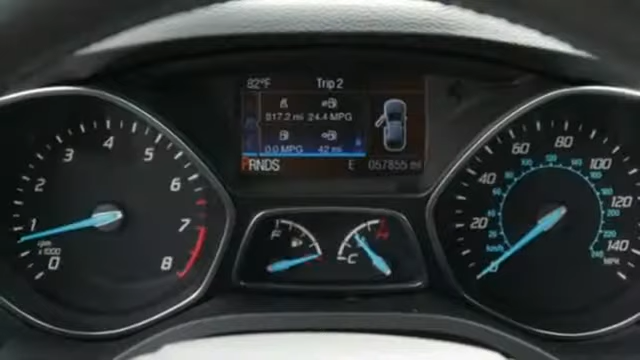 82°F Trip 2
817.2 mi 24.4 MPG
0.0 MPG 42 mi
PRNDS E 057855 mi
0 1 2 3 4 5 6 7 8
rpm
x1000
F
C H
0 20 40 60 80 100 120 140
MPH
km/h